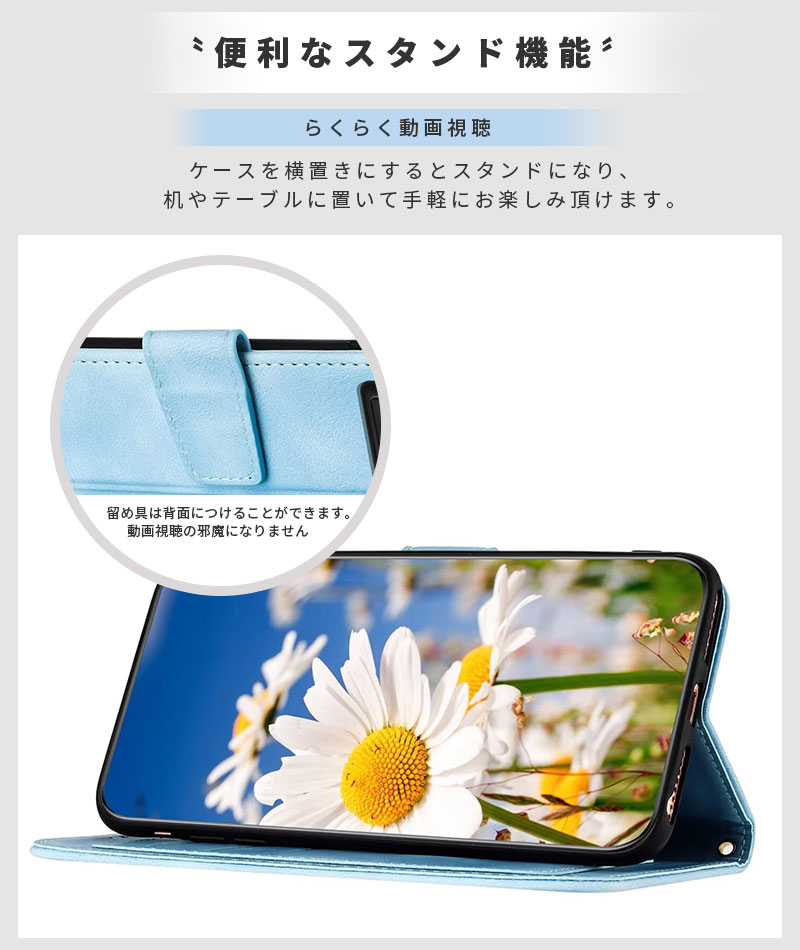 〝便利なスタンド機能〞
らくらく動画視聴
ケースを横置きにするとスタンドになり、
机やテーブルに置いて手軽にお楽しみ頂けます。
留め具は背面につけることができます。
動画視聴の邪魔になりません